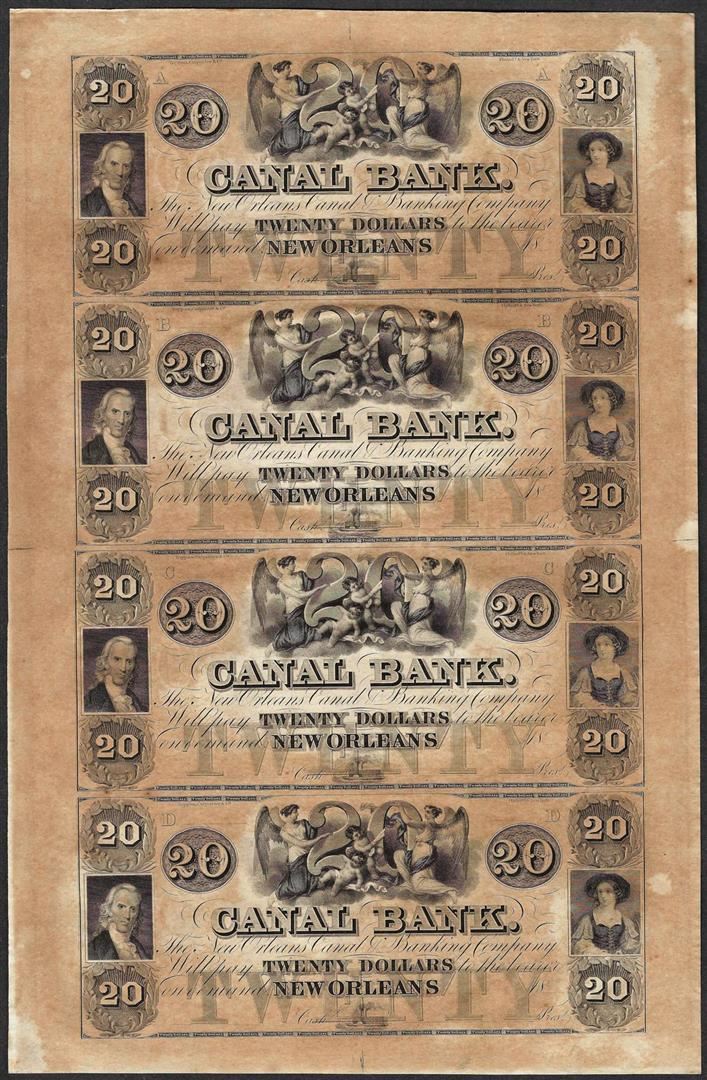 Twenty Dollars
A A
20 20 20 20 20
CANAL BANK.
The New Orleans Canal & Banking Company
Will pay TWENTY DOLLARS to the bearer
on demand NEW ORLEANS 18
20 TWENTY 20
Cash. Pres.
B B
20 20 20 20 20
CANAL BANK.
The New Orleans Canal & Banking Company
Will pay TWENTY DOLLARS to the bearer
on demand NEW ORLEANS 18
20 TWENTY 20
Cash. Pres.
C C
20 20 20 20 20
CANAL BANK.
The New Orleans Canal & Banking Company
Will pay TWENTY DOLLARS to the bearer
on demand NEW ORLEANS 18
20 TWENTY 20
Cash. Pres.
D D
20 20 20 20 20
CANAL BANK.
The New Orleans Canal & Banking Company
Will pay TWENTY DOLLARS to the bearer
on demand NEW ORLEANS 18
20 TWENTY 20
Cash. Pres.